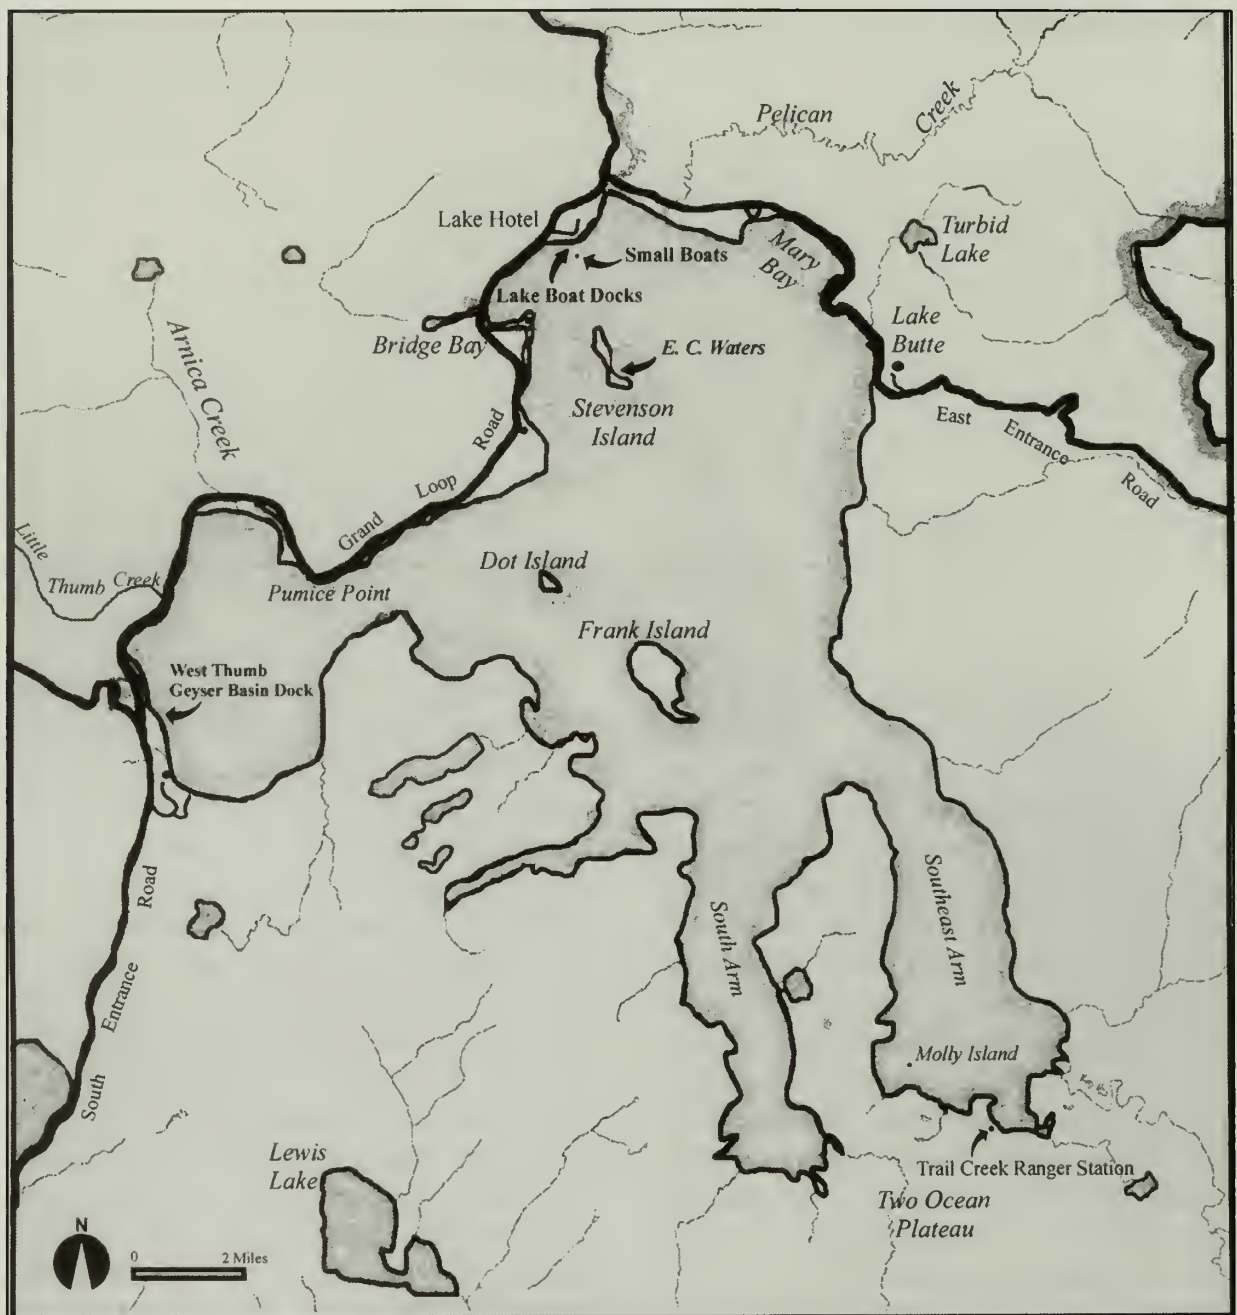 Pelican
Creek
Lake Hotel
Turbid
Lake
Small Boats
Mary
Bay
Lake Boat Docks
Lake
Butte
Bridge Bay
E. C. Waters
Arnica Creek
Stevenson
Island
East Entrance Road
Grand Loop Road
Little
Thumb Creek
Dot Island
Pumice Point
Frank Island
West Thumb
Geyser Basin Dock
South Entrance Road
South Arm
Southeast Arm
Molly Island
Trail Creek Ranger Station
Lewis
Lake
Two Ocean
Plateau
N
0 2 Miles